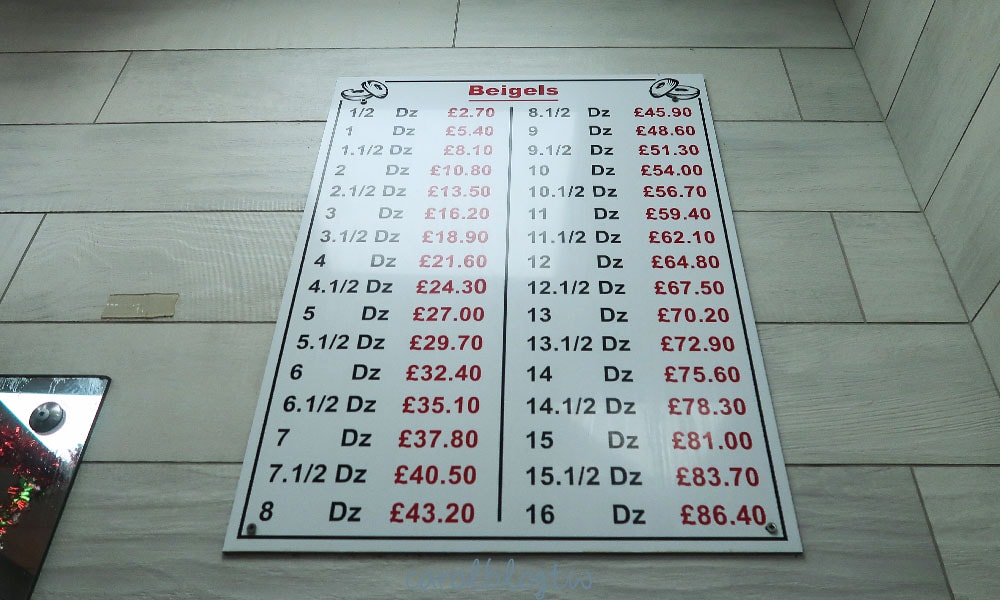 Beigels
1/2 Dz £2.70
1 Dz £5.40
1.1/2 Dz £8.10
2 Dz £10.80
2.1/2 Dz £13.50
3 Dz £16.20
3.1/2 Dz £18.90
4 Dz £21.60
4.1/2 Dz £24.30
5 Dz £27.00
5.1/2 Dz £29.70
6 Dz £32.40
6.1/2 Dz £35.10
7 Dz £37.80
7.1/2 Dz £40.50
8 Dz £43.20
8.1/2 Dz £45.90
9 Dz £48.60
9.1/2 Dz £51.30
10 Dz £54.00
10.1/2 Dz £56.70
11 Dz £59.40
11.1/2 Dz £62.10
12 Dz £64.80
12.1/2 Dz £67.50
13 Dz £70.20
13.1/2 Dz £72.90
14 Dz £75.60
14.1/2 Dz £78.30
15 Dz £81.00
15.1/2 Dz £83.70
16 Dz £86.40